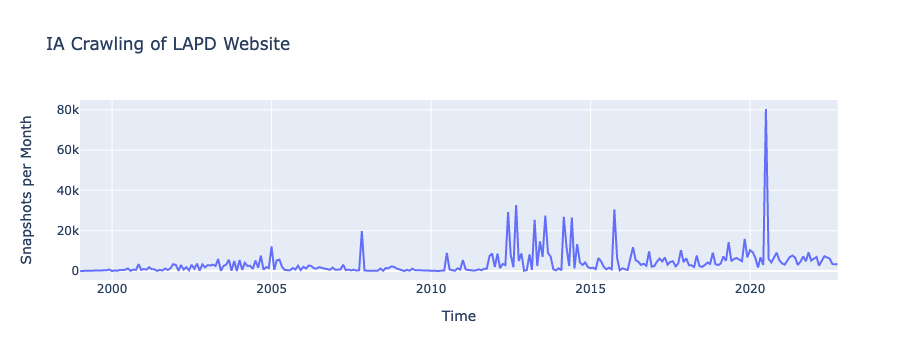 IA Crawling of LAPD Website
80k
60k
40k
20k
0
Snapshots per Month
2000 2005 2010 2015 2020
Time